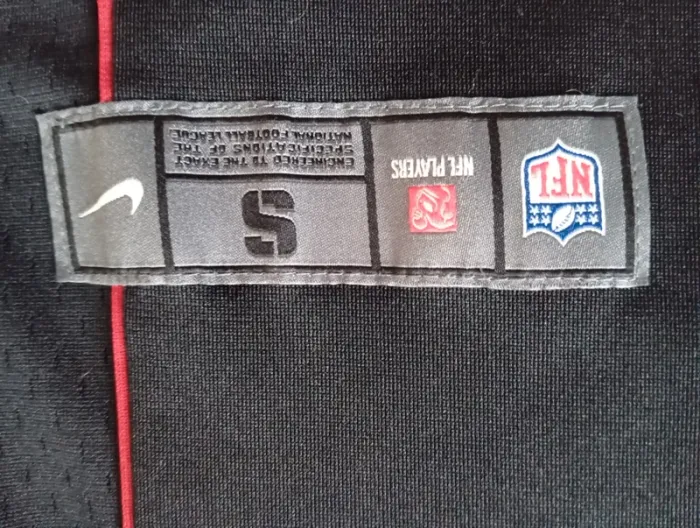 NFL
NFL PLAYERS
S
ENGINEERED TO THE EXACT
SPECIFICATIONS OF THE
NATIONAL FOOTBALL LEAGUE